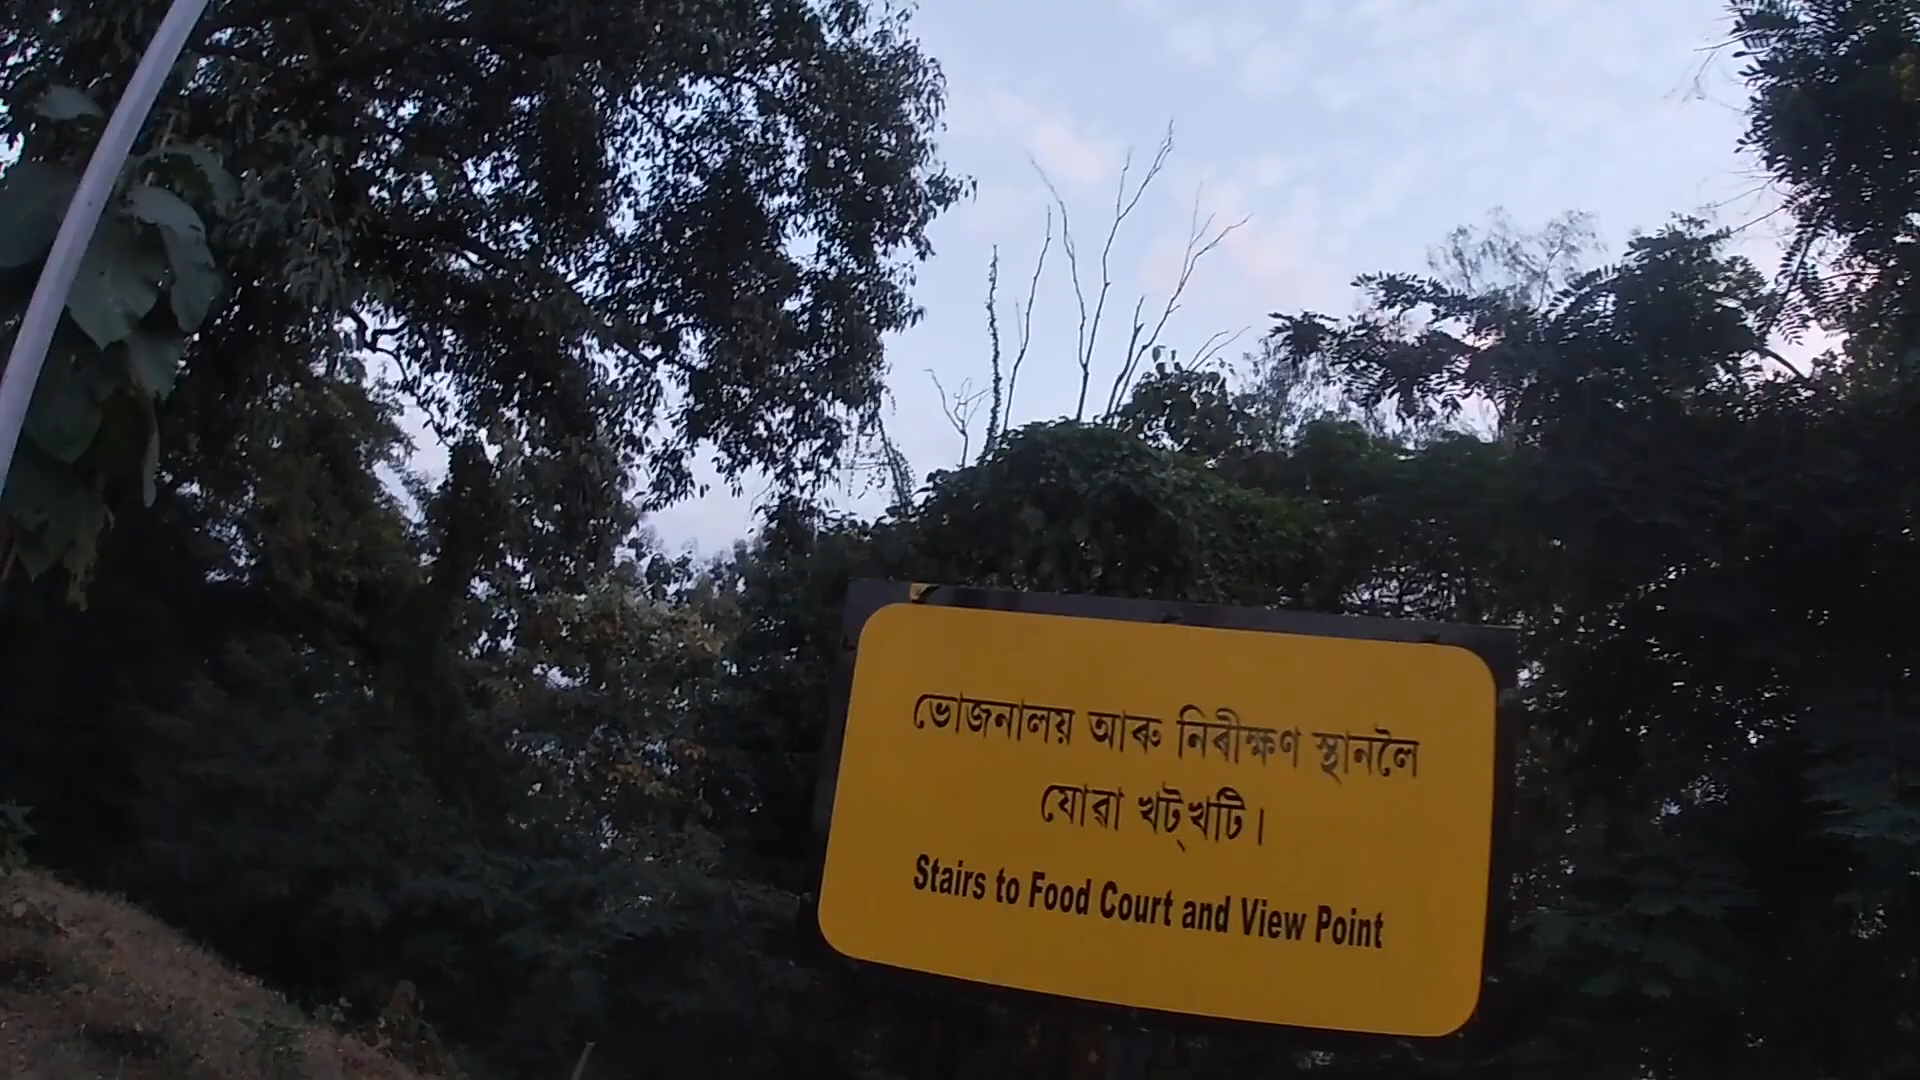 ভোজনালয় আৰু নিৰীক্ষণ স্থানলৈ
যোৱা খট্খটি।
Stairs to Food Court and View Point